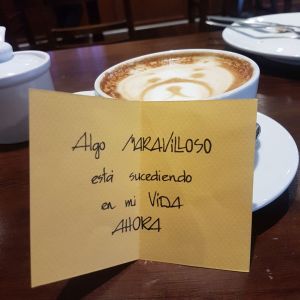 Algo MARAVILLOSO
está sucediendo
en mi VIDA
AHORA